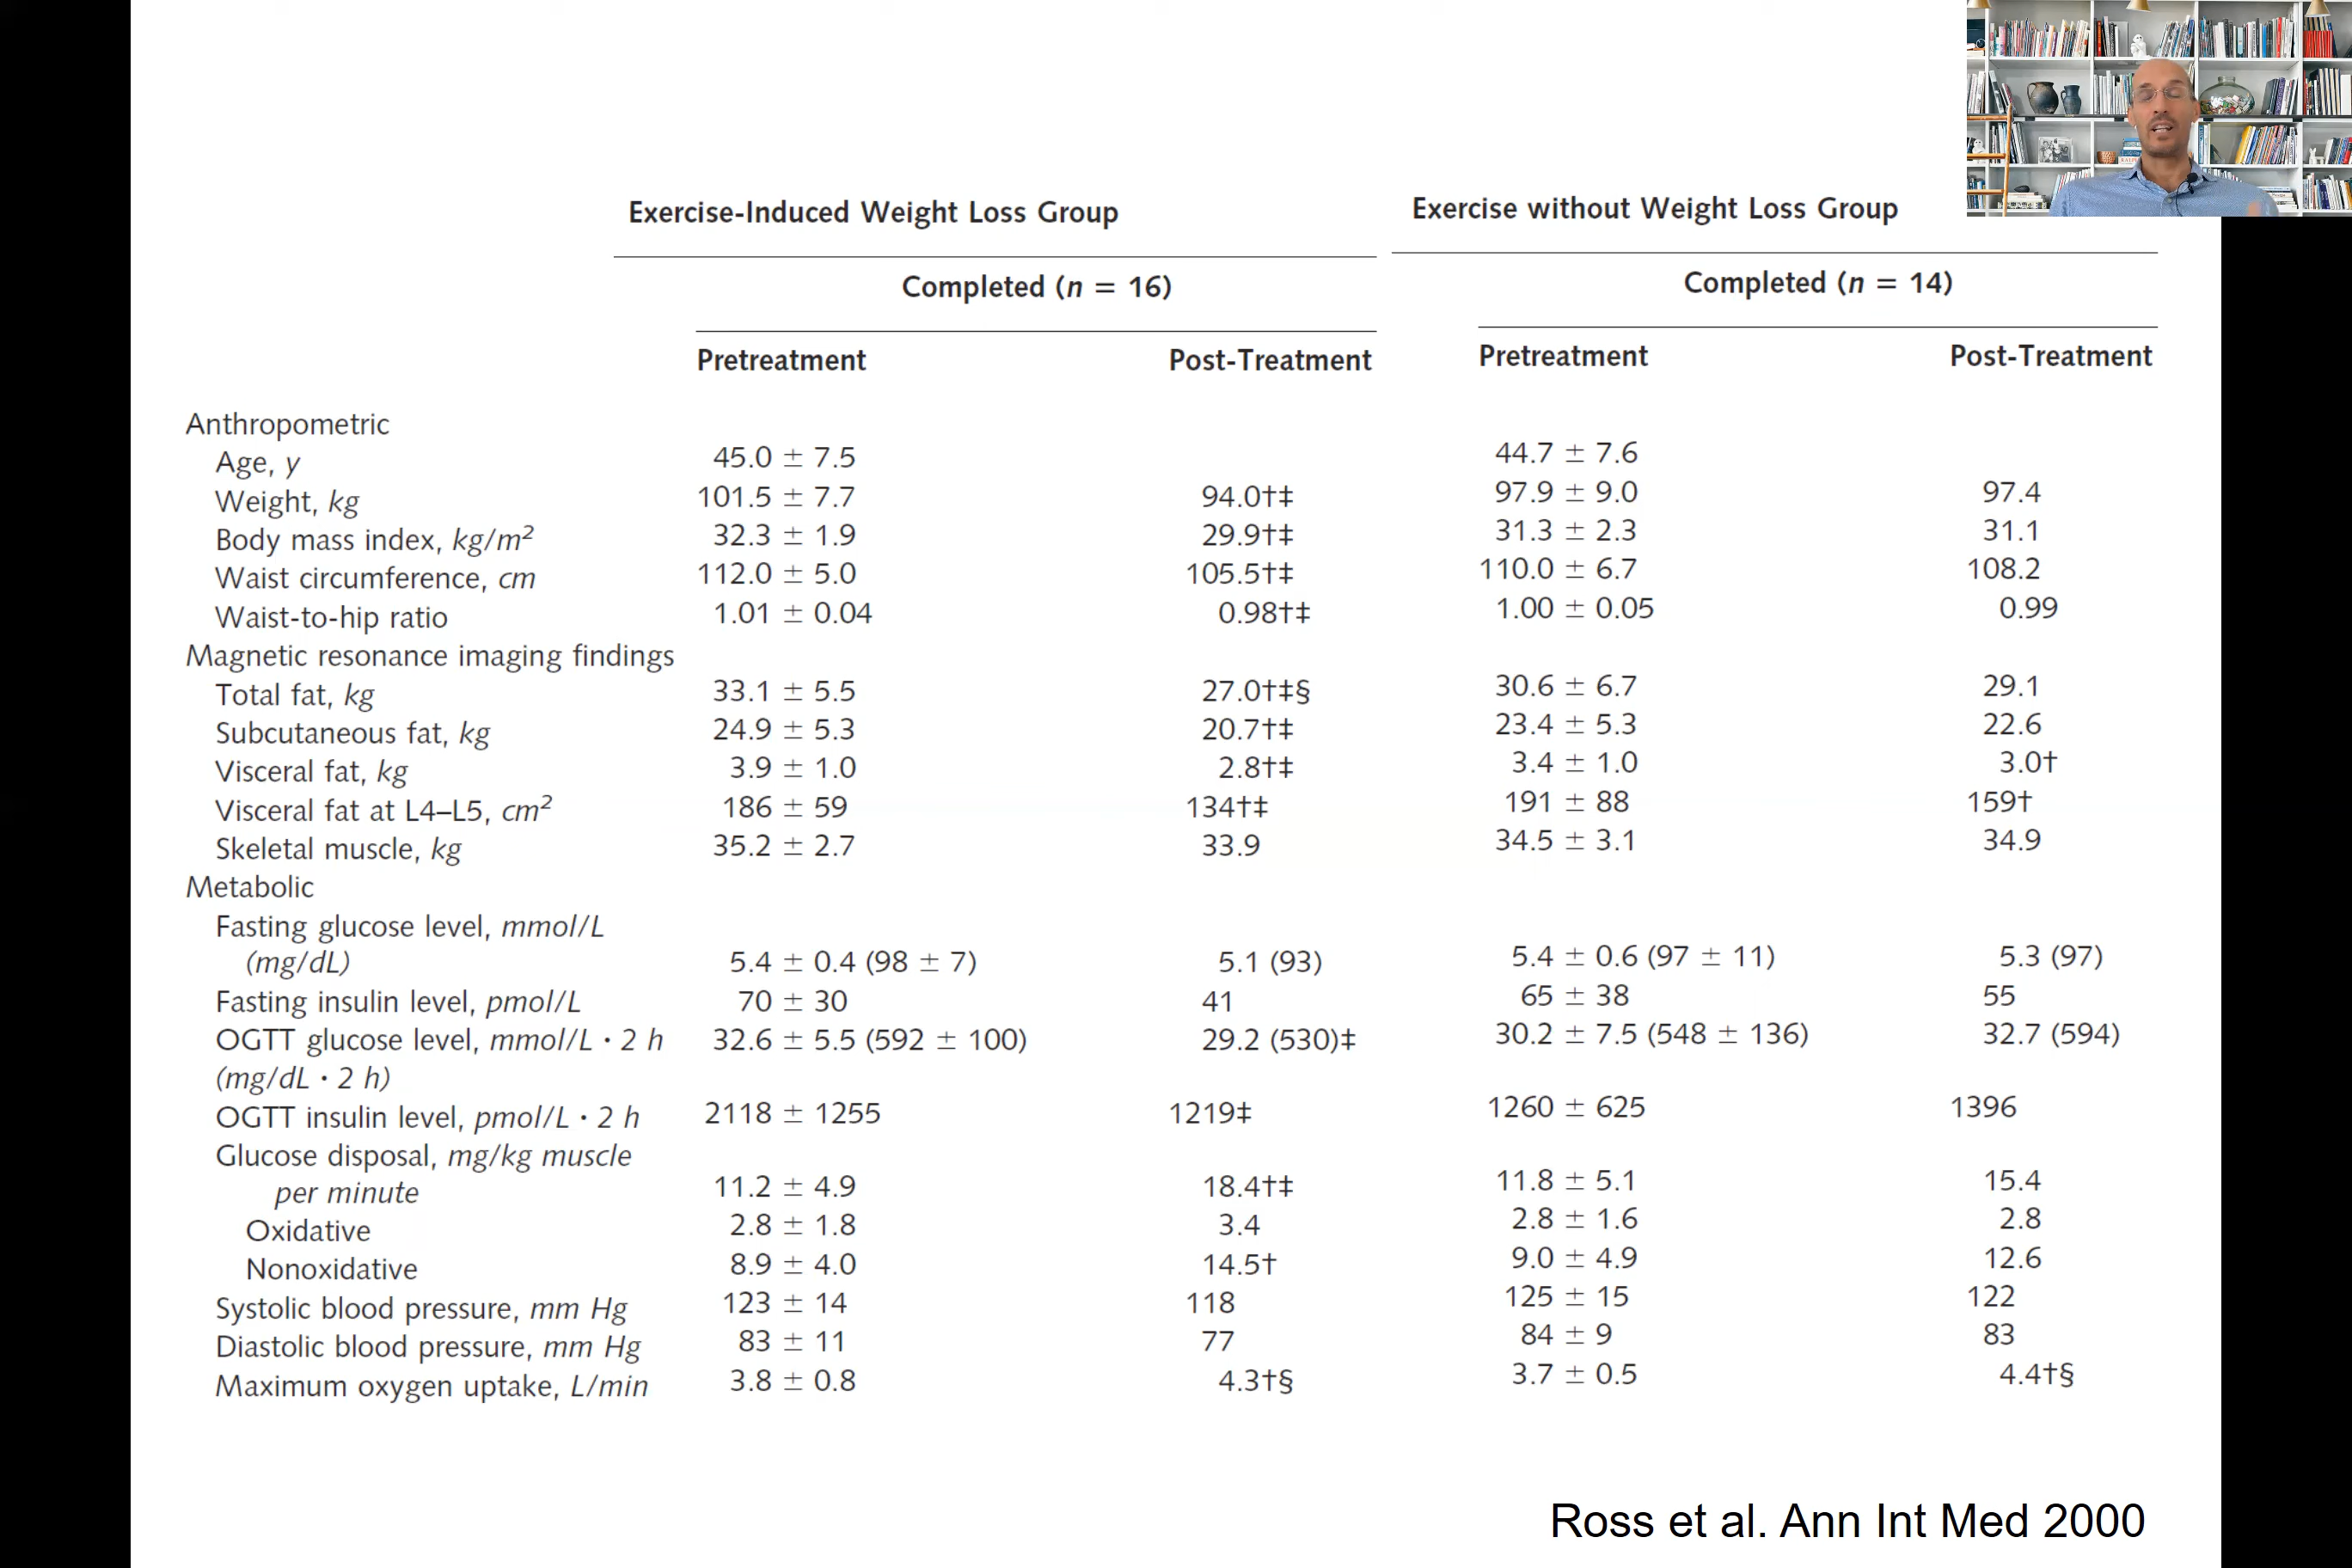 Exercise-Induced Weight Loss Group Exercise without Weight Loss Group
Completed (n = 16) Completed (n = 14)
Pretreatment Post-Treatment Pretreatment Post-Treatment
Anthropometric
Age, y 45.0 ± 7.5 44.7 ± 7.6
Weight, kg 101.5 ± 7.7 94.0†‡ 97.9 ± 9.0 97.4
Body mass index, kg/m² 32.3 ± 1.9 29.9†‡ 31.3 ± 2.3 31.1
Waist circumference, cm 112.0 ± 5.0 105.5†‡ 110.0 ± 6.7 108.2
Waist-to-hip ratio 1.01 ± 0.04 0.98†‡ 1.00 ± 0.05 0.99
Magnetic resonance imaging findings
Total fat, kg 33.1 ± 5.5 27.0†‡§ 30.6 ± 6.7 29.1
Subcutaneous fat, kg 24.9 ± 5.3 20.7†‡ 23.4 ± 5.3 22.6
Visceral fat, kg 3.9 ± 1.0 2.8†‡ 3.4 ± 1.0 3.0†
Visceral fat at L4–L5, cm² 186 ± 59 134†‡ 191 ± 88 159†
Skeletal muscle, kg 35.2 ± 2.7 33.9 34.5 ± 3.1 34.9
Metabolic
Fasting glucose level, mmol/L
(mg/dL) 5.4 ± 0.4 (98 ± 7) 5.1 (93) 5.4 ± 0.6 (97 ± 11) 5.3 (97)
Fasting insulin level, pmol/L 70 ± 30 41 65 ± 38 55
OGTT glucose level, mmol/L · 2 h 32.6 ± 5.5 (592 ± 100) 29.2 (530)‡ 30.2 ± 7.5 (548 ± 136) 32.7 (594)
(mg/dL · 2 h)
OGTT insulin level, pmol/L · 2 h 2118 ± 1255 1219‡ 1260 ± 625 1396
Glucose disposal, mg/kg muscle
per minute 11.2 ± 4.9 18.4†‡ 11.8 ± 5.1 15.4
Oxidative 2.8 ± 1.8 3.4 2.8 ± 1.6 2.8
Nonoxidative 8.9 ± 4.0 14.5† 9.0 ± 4.9 12.6
Systolic blood pressure, mm Hg 123 ± 14 118 125 ± 15 122
Diastolic blood pressure, mm Hg 83 ± 11 77 84 ± 9 83
Maximum oxygen uptake, L/min 3.8 ± 0.8 4.3†§ 3.7 ± 0.5 4.4†§
Ross et al. Ann Int Med 2000